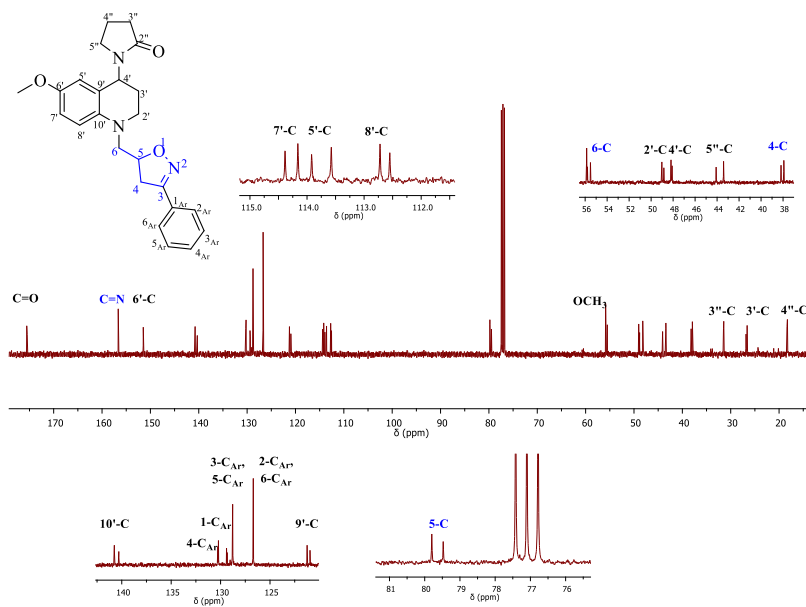 4" 3"
5" 2"
N O
4'
O 6' 5' 9' 3'
7' 8' 10' N 2'
6 5 O 1
N 2
4 3
1Ar
6Ar 2Ar
5Ar 3Ar
4Ar
7'-C 5'-C 8'-C
115.0 114.0 113.0 112.0
δ (ppm)
6-C 2'-C 4'-C 5"-C 4-C
56 54 52 50 48 46 44 42 40 38
δ (ppm)
C=O C=N 6'-C OCH3 3"-C 3'-C 4"-C
170 160 150 140 130 120 110 100 90 80 70 60 50 40 30 20
δ (ppm)
3-CAr, 2-CAr,
5-CAr 6-CAr
10'-C 1-CAr 9'-C
4-CAr
140 135 130 125
δ (ppm)
5-C
81 80 79 78 77 76
δ (ppm)